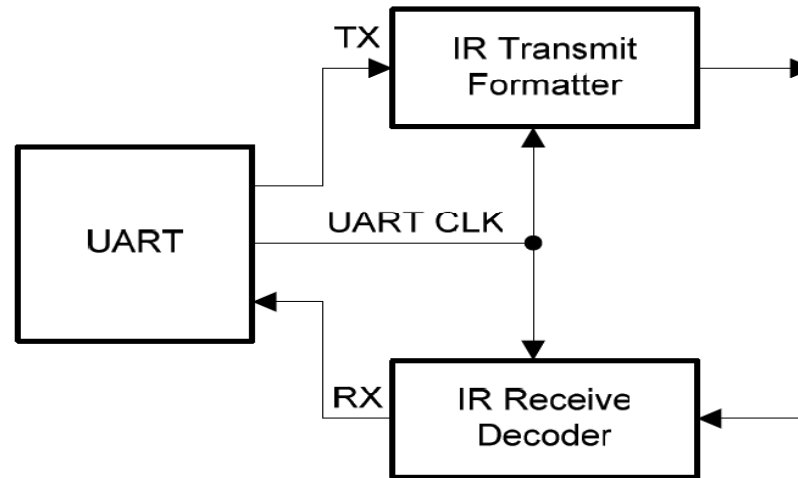 TX
IR Transmit
Formatter
UART
UART CLK
RX
IR Receive
Decoder